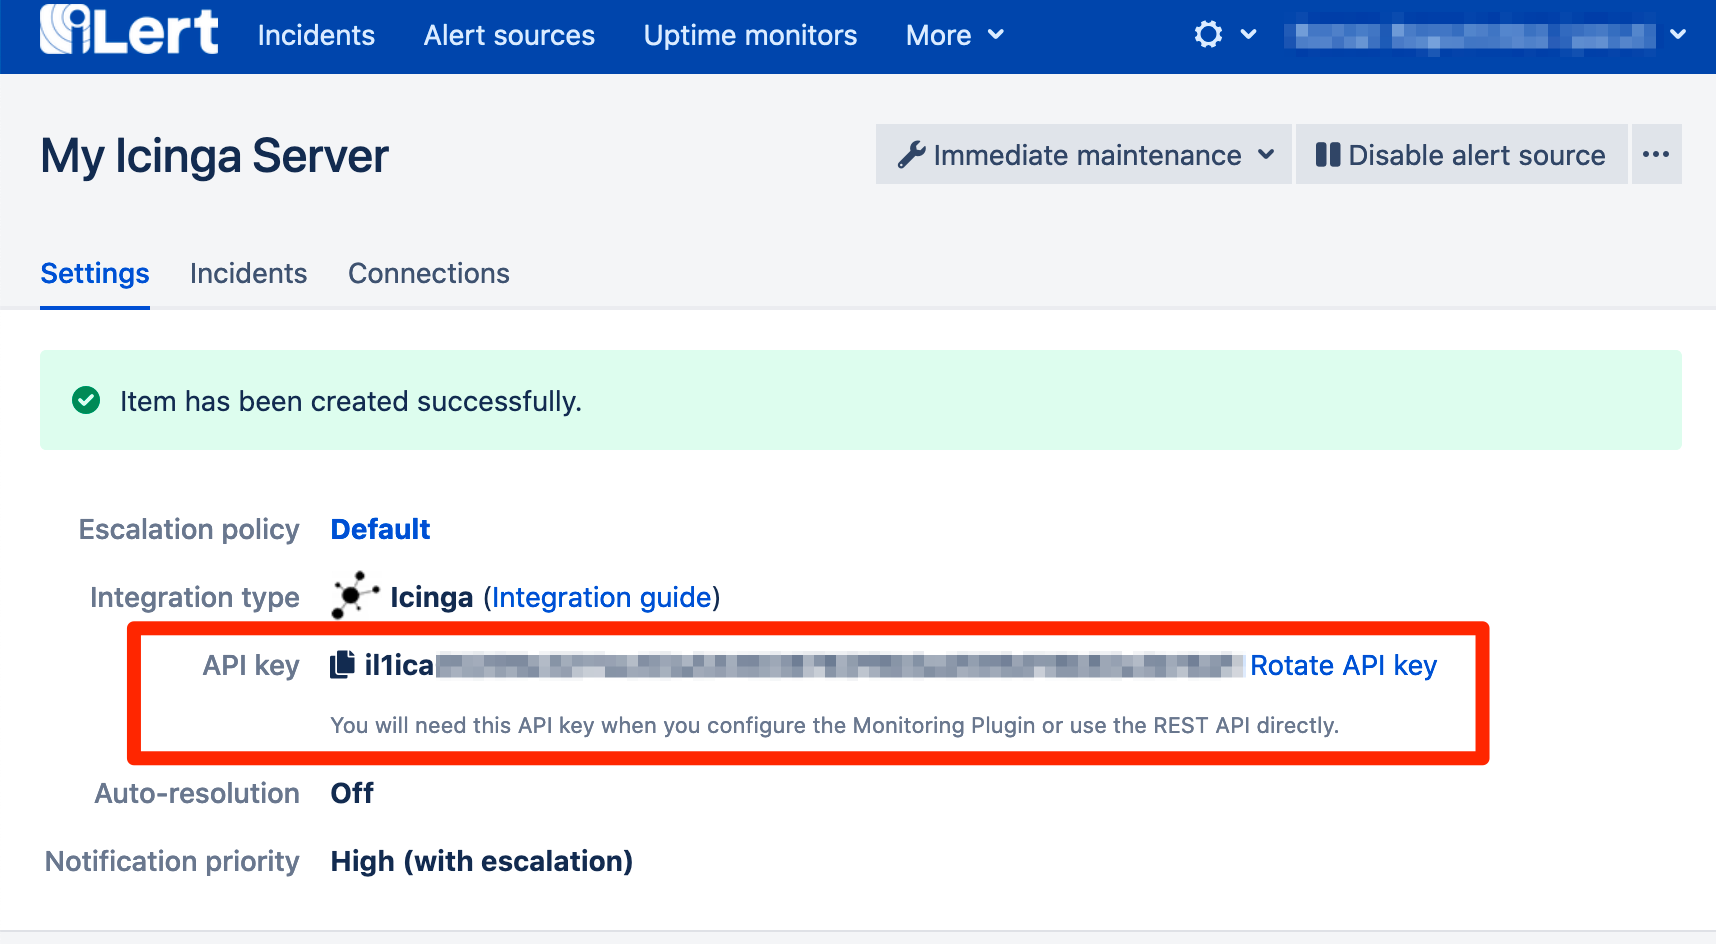 iLert Incidents Alert sources Uptime monitors More
My Icinga Server
Immediate maintenance Disable alert source ...
Settings Incidents Connections
Item has been created successfully.
Escalation policy Default
Integration type Icinga (Integration guide)
API key il1ica Rotate API key
You will need this API key when you configure the Monitoring Plugin or use the REST API directly.
Auto-resolution Off
Notification priority High (with escalation)